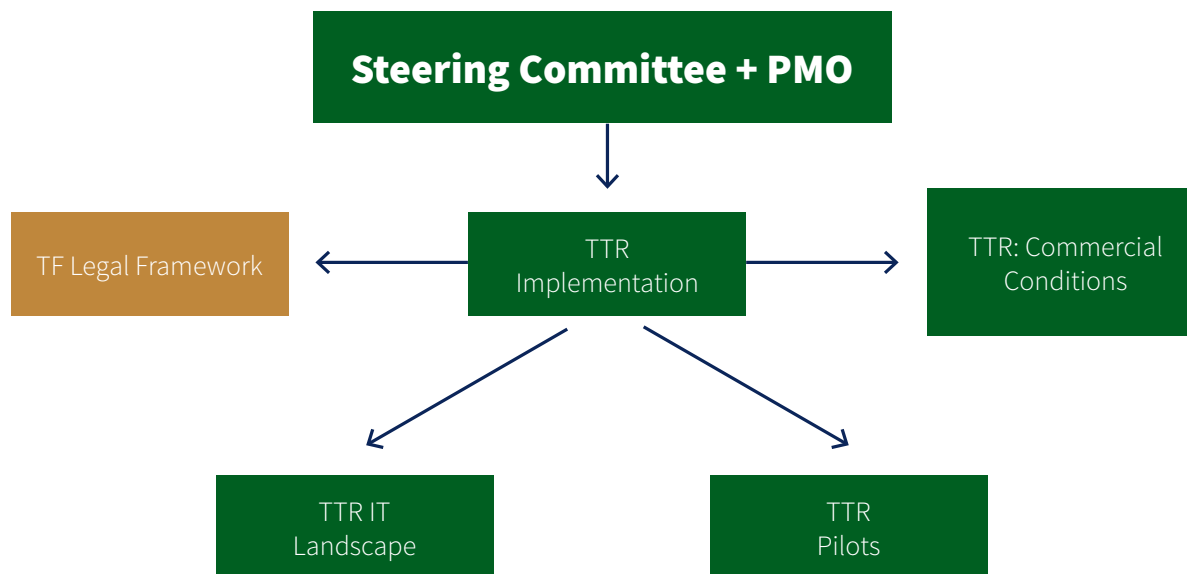 Steering Committee + PMO
TF Legal Framework
TTR
Implementation
TTR: Commercial
Conditions
TTR IT
Landscape
TTR
Pilots